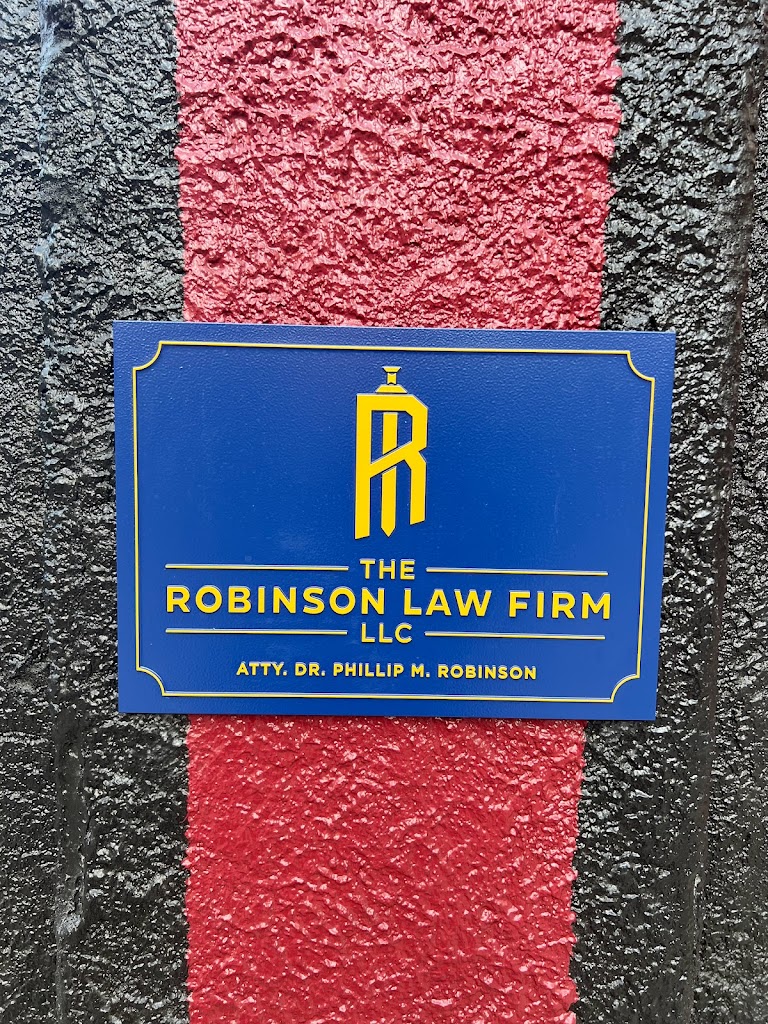 R
THE
ROBINSON LAW FIRM
LLC
ATTY. DR. PHILLIP M. ROBINSON